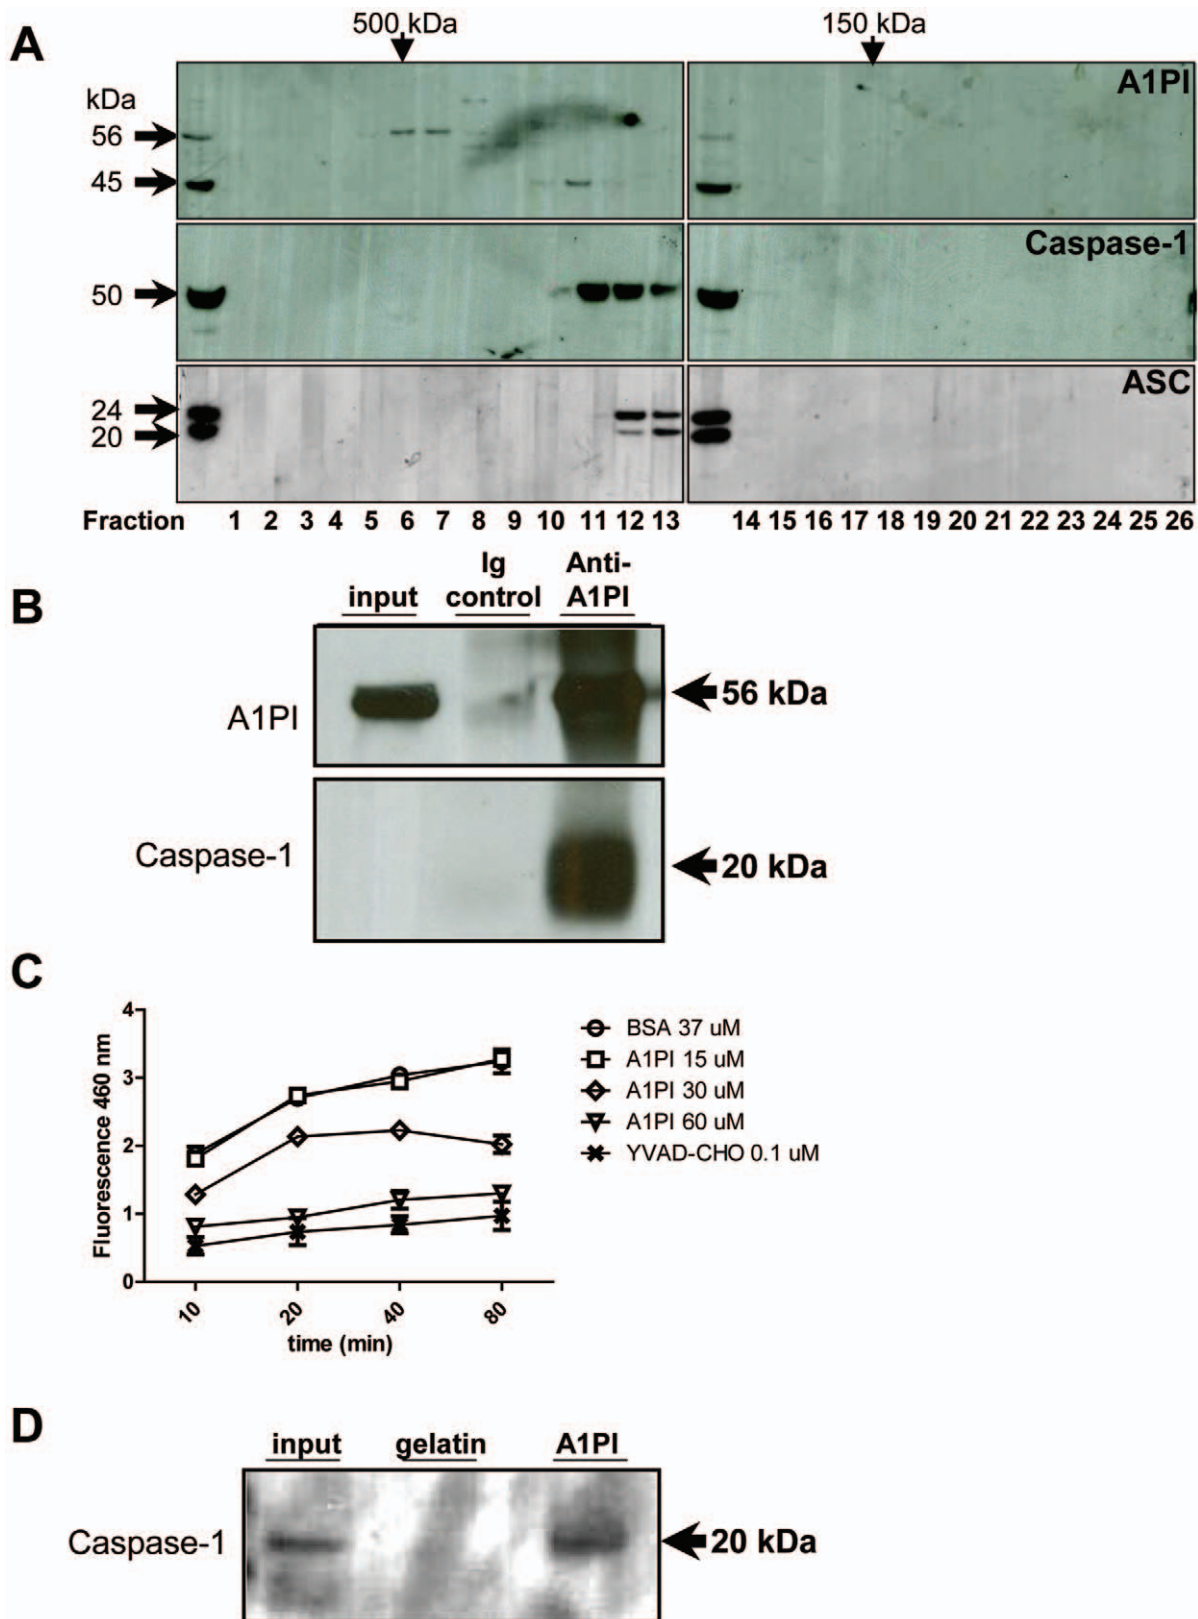 A
500 kDa
150 kDa
kDa
A1PI
56
45
Caspase-1
50
ASC
24
20
Fraction 1 2 3 4 5 6 7 8 9 10 11 12 13 14 15 16 17 18 19 20 21 22 23 24 25 26
B
input
Ig
control
Anti-
A1PI
A1PI
56 kDa
Caspase-1
20 kDa
C
Fluorescence 460 nm
4
3
2
1
0
10 20 40 80
time (min)
BSA 37 uM
A1PI 15 uM
A1PI 30 uM
A1PI 60 uM
YVAD-CHO 0.1 uM
D
input gelatin A1PI
Caspase-1
20 kDa